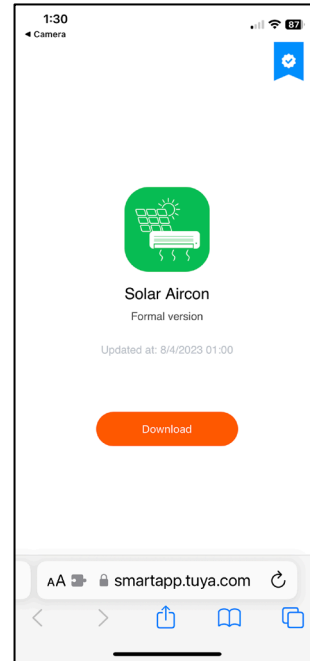 1:30
87
◀ Camera
Solar Aircon
Formal version
Updated at: 8/4/2023 01:00
Download
AA smartapp.tuya.com